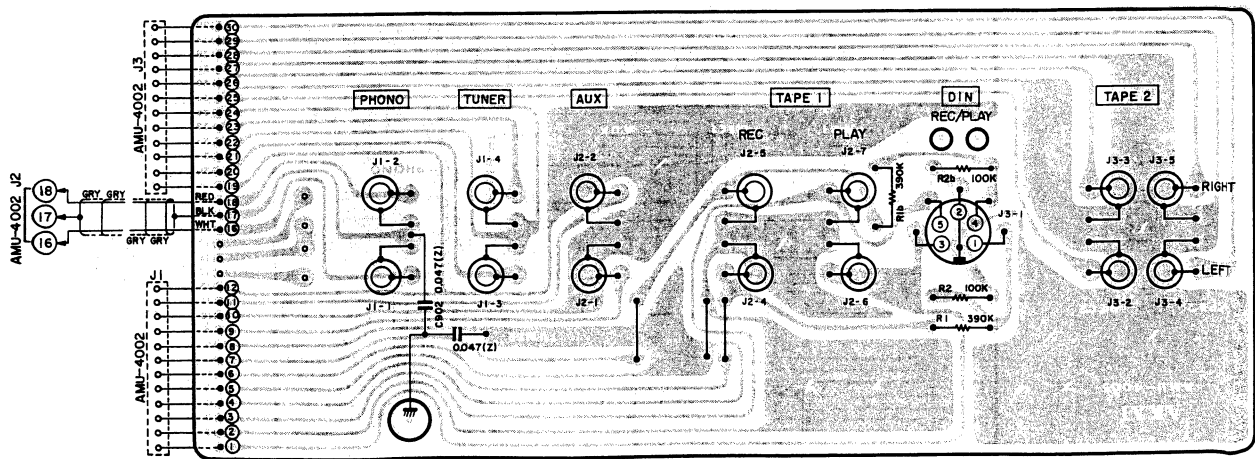 PHONO
TUNER
AUX
TAPE 1
DIN
TAPE 2
REC/PLAY
REC
PLAY
J1-2
J1-4
J2-2
J2-5
J2-7
R1b
390K
R2b
100K
J3-3
J3-5
J3-1
RIGHT
LEFT
J1-1
J1-3
J2-1
J2-4
J2-6
J3-2
J3-4
R2
100K
R1
390K
C902
0.047(Z)
0.047(Z)
5
2
4
3
1
AMU-4002
J3
30
29
28
27
26
25
24
23
22
21
20
19
18
17
16
AMU-4002 J2
18
17
16
GRY GRY
GRY GRY
RED
BLK
WHT
J1
AMU-4002
12
11
10
9
8
7
6
5
4
3
2
1